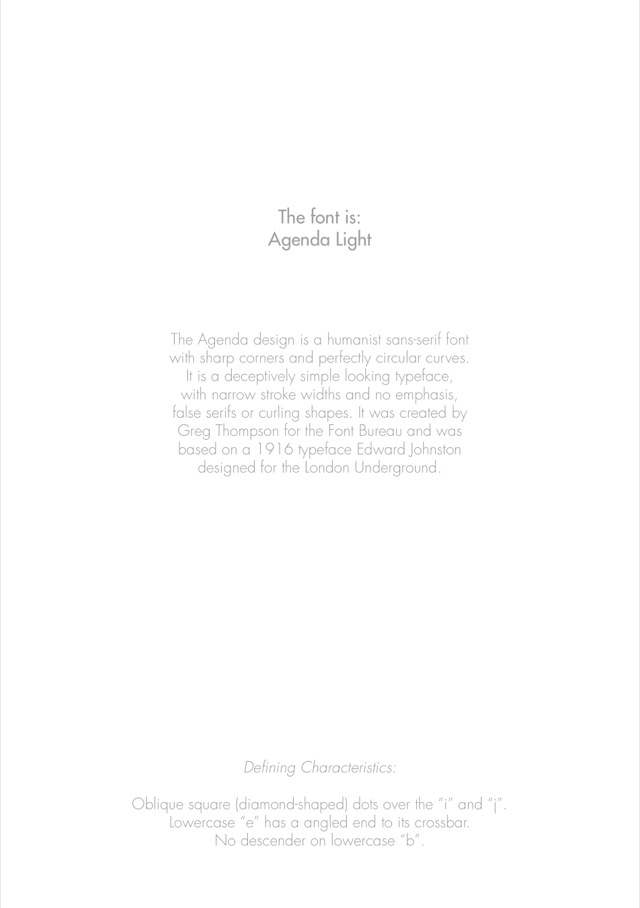 The font is:
Agenda Light
The Agenda design is a humanist sans-serif font
with sharp corners and perfectly circular curves.
It is a deceptively simple looking typeface,
with narrow stroke widths and no emphasis,
false serifs or curling shapes. It was created by
Greg Thompson for the Font Bureau and was
based on a 1916 typeface Edward Johnston
designed for the London Underground.
Defining Characteristics:
Oblique square (diamond-shaped) dots over the “i” and “j”.
Lowercase “e” has a angled end to its crossbar.
No descender on lowercase “b”.